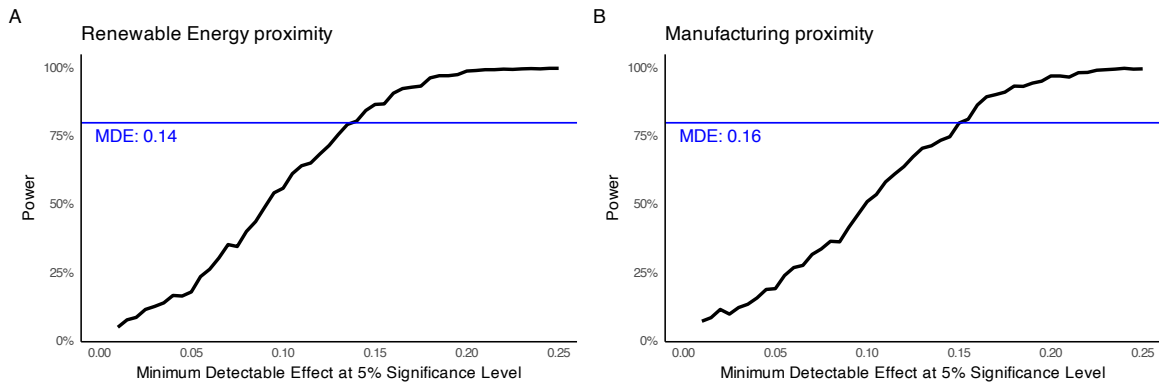 A
Renewable Energy proximity
100%
75%
50%
25%
0%
Power
MDE: 0.14
0.00 0.05 0.10 0.15 0.20 0.25
Minimum Detectable Effect at 5% Significance Level
B
Manufacturing proximity
100%
75%
50%
25%
0%
Power
MDE: 0.16
0.00 0.05 0.10 0.15 0.20 0.25
Minimum Detectable Effect at 5% Significance Level